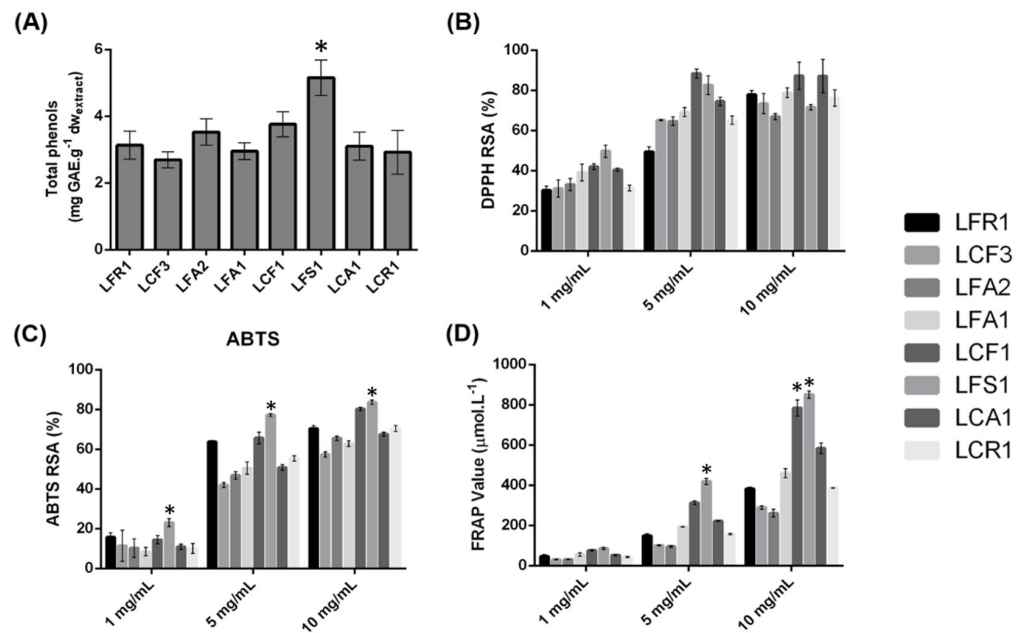 (A)
Total phenols
(mg GAE.g-1 dwextract)
6
4
2
0
*
LFR1
LCF3
LFA2
LFA1
LCF1
LFS1
LCA1
LCR1
(B)
DPPH RSA (%)
100
80
60
40
20
0
1 mg/mL
5 mg/mL
10 mg/mL
LFR1
LCF3
LFA2
LFA1
LCF1
LFS1
LCA1
LCR1
(C)
ABTS
ABTS RSA (%)
100
80
60
40
20
0
*
*
*
1 mg/mL
5 mg/mL
10 mg/mL
(D)
FRAP Value (μmol.L-1)
1000
800
600
400
200
0
*
* *
1 mg/mL
5 mg/mL
10 mg/mL